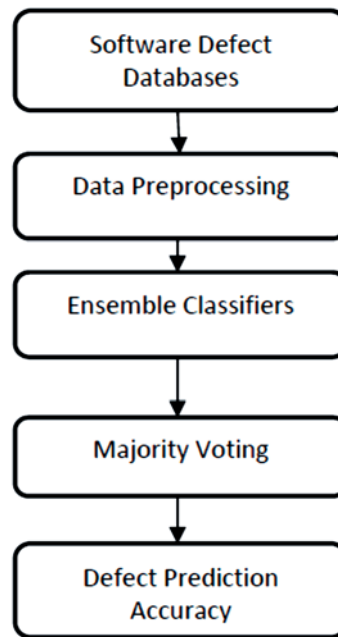 Software Defect
Databases
Data Preprocessing
Ensemble Classifiers
Majority Voting
Defect Prediction
Accuracy